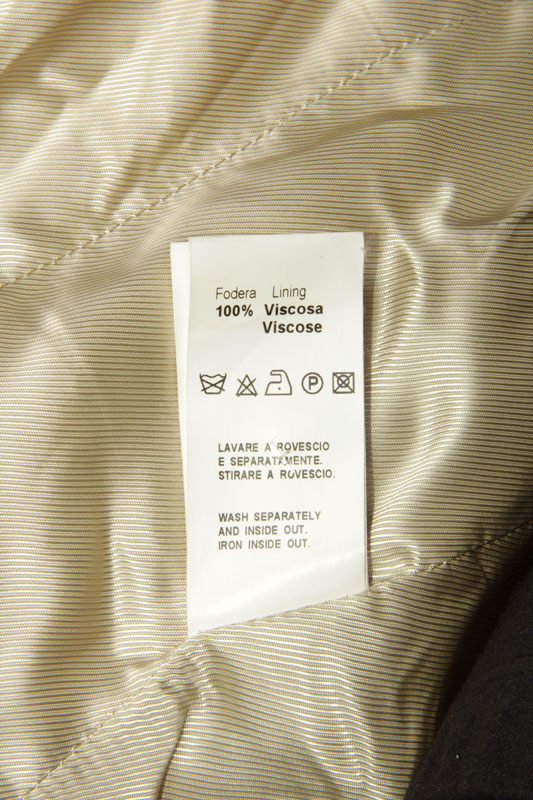 Fodera Lining
100% Viscosa
Viscose
P
LAVARE A ROVESCIO
E SEPARATAMENTE.
STIRARE A ROVESCIO.
WASH SEPARATELY
AND INSIDE OUT.
IRON INSIDE OUT.